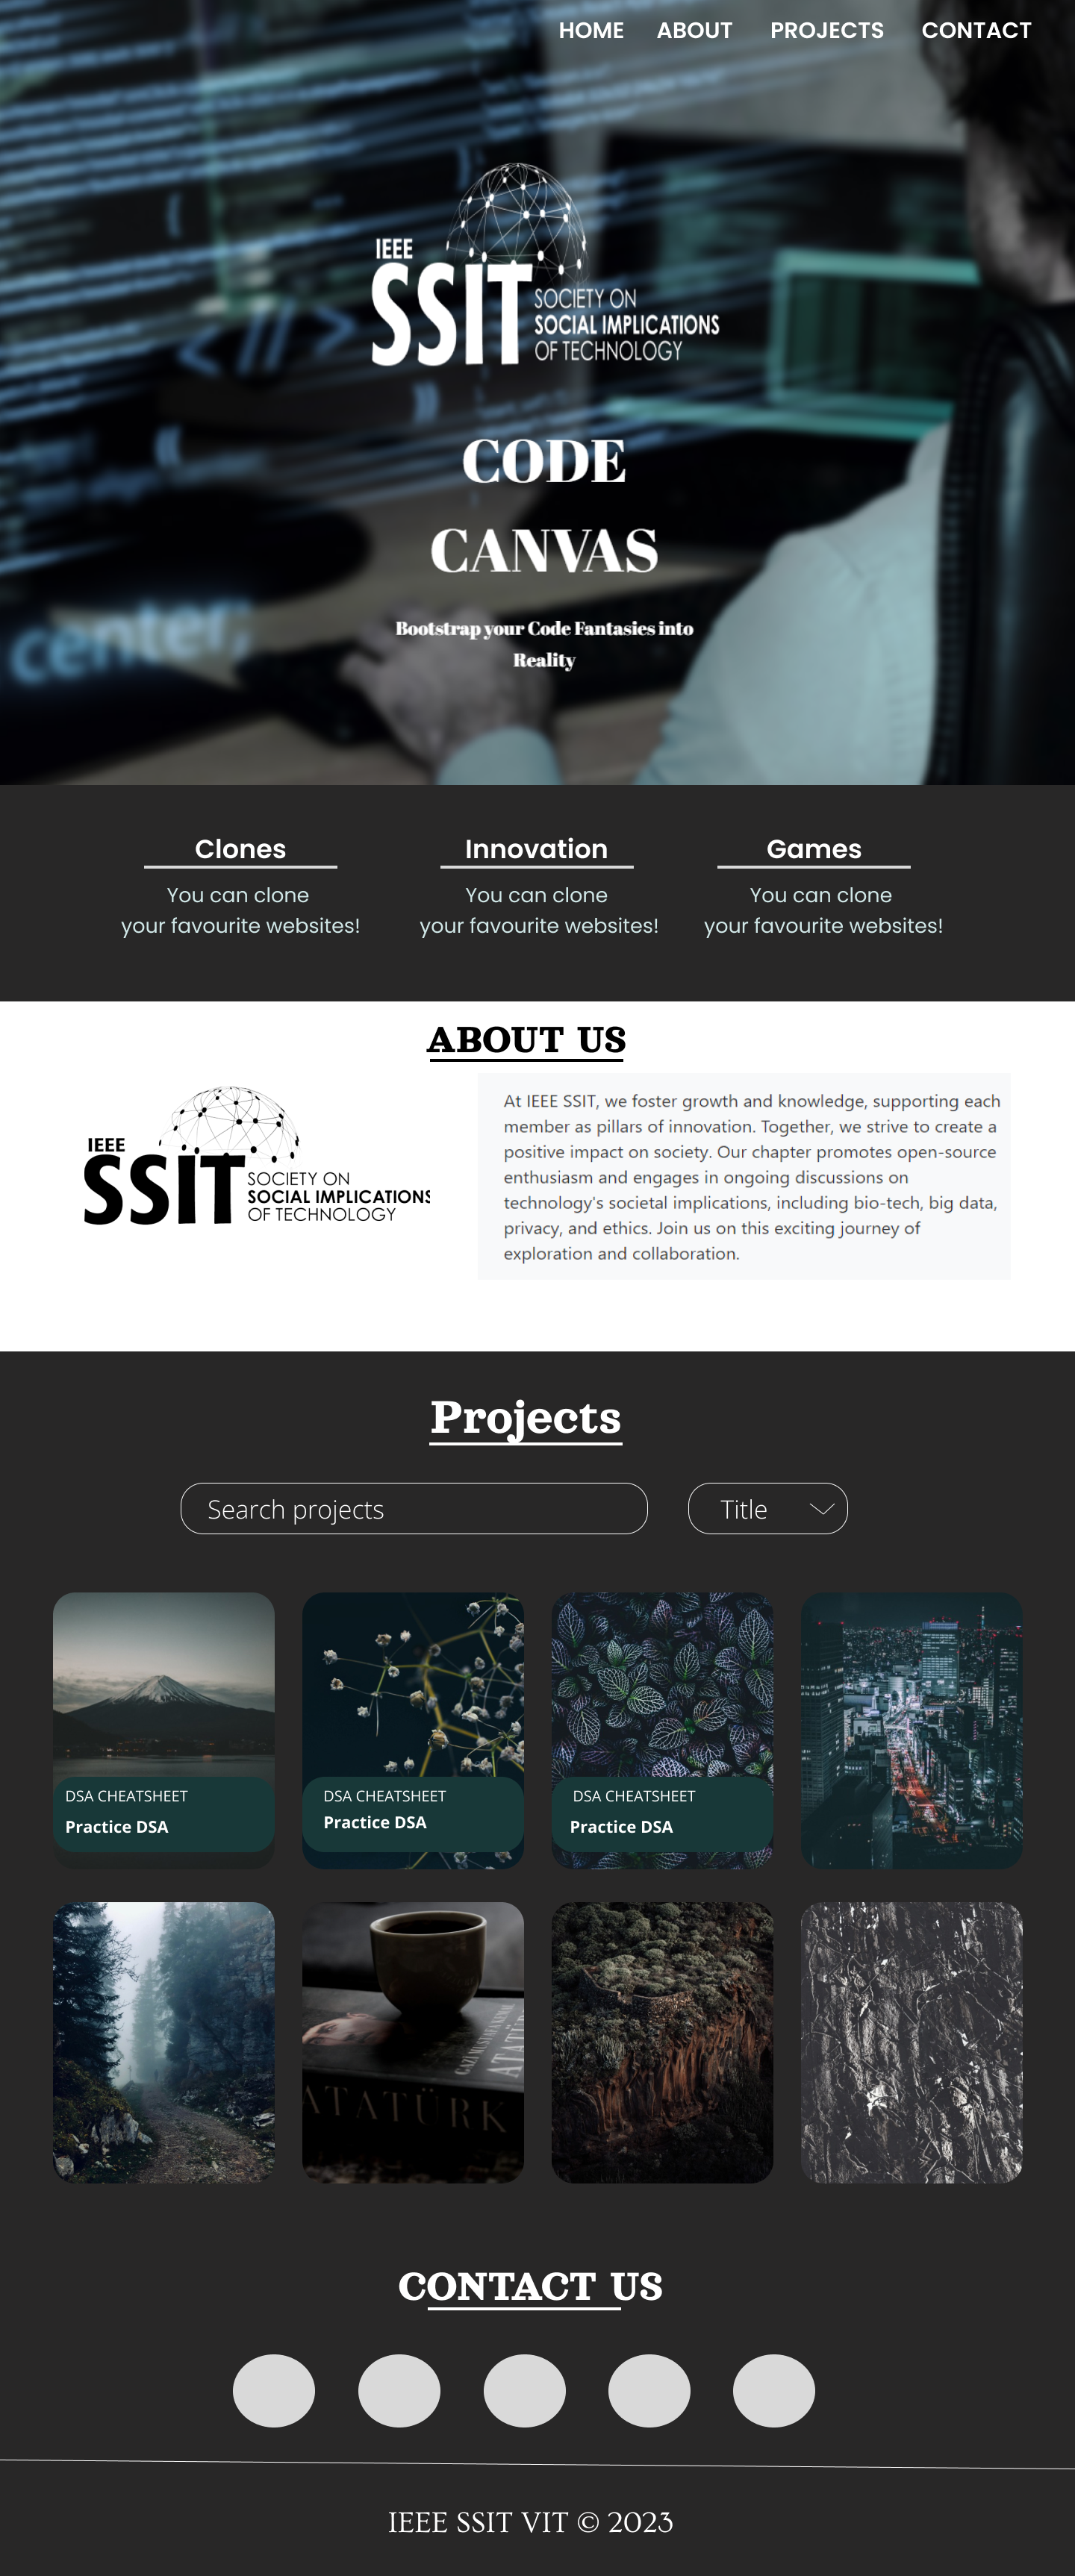 HOME ABOUT PROJECTS CONTACT
IEEE
SSIT
SOCIETY ON
SOCIAL IMPLICATIONS
OF TECHNOLOGY
CODE
CANVAS
center;
Bootstrap your Code Fantasies into
Reality
Clones
You can clone
your favourite websites!
Innovation
You can clone
your favourite websites!
Games
You can clone
your favourite websites!
ABOUT US
IEEE
SSIT
SOCIETY ON
SOCIAL IMPLICATIONS
OF TECHNOLOGY
At IEEE SSIT, we foster growth and knowledge, supporting each
member as pillars of innovation. Together, we strive to create a
positive impact on society. Our chapter promotes open-source
enthusiasm and engages in ongoing discussions on
technology's societal implications, including bio-tech, big data,
privacy, and ethics. Join us on this exciting journey of
exploration and collaboration.
Projects
Search projects
Title
DSA CHEATSHEET
Practice DSA
DSA CHEATSHEET
Practice DSA
DSA CHEATSHEET
Practice DSA
ATATÜRK
CONTACT US
IEEE SSIT VIT © 2023